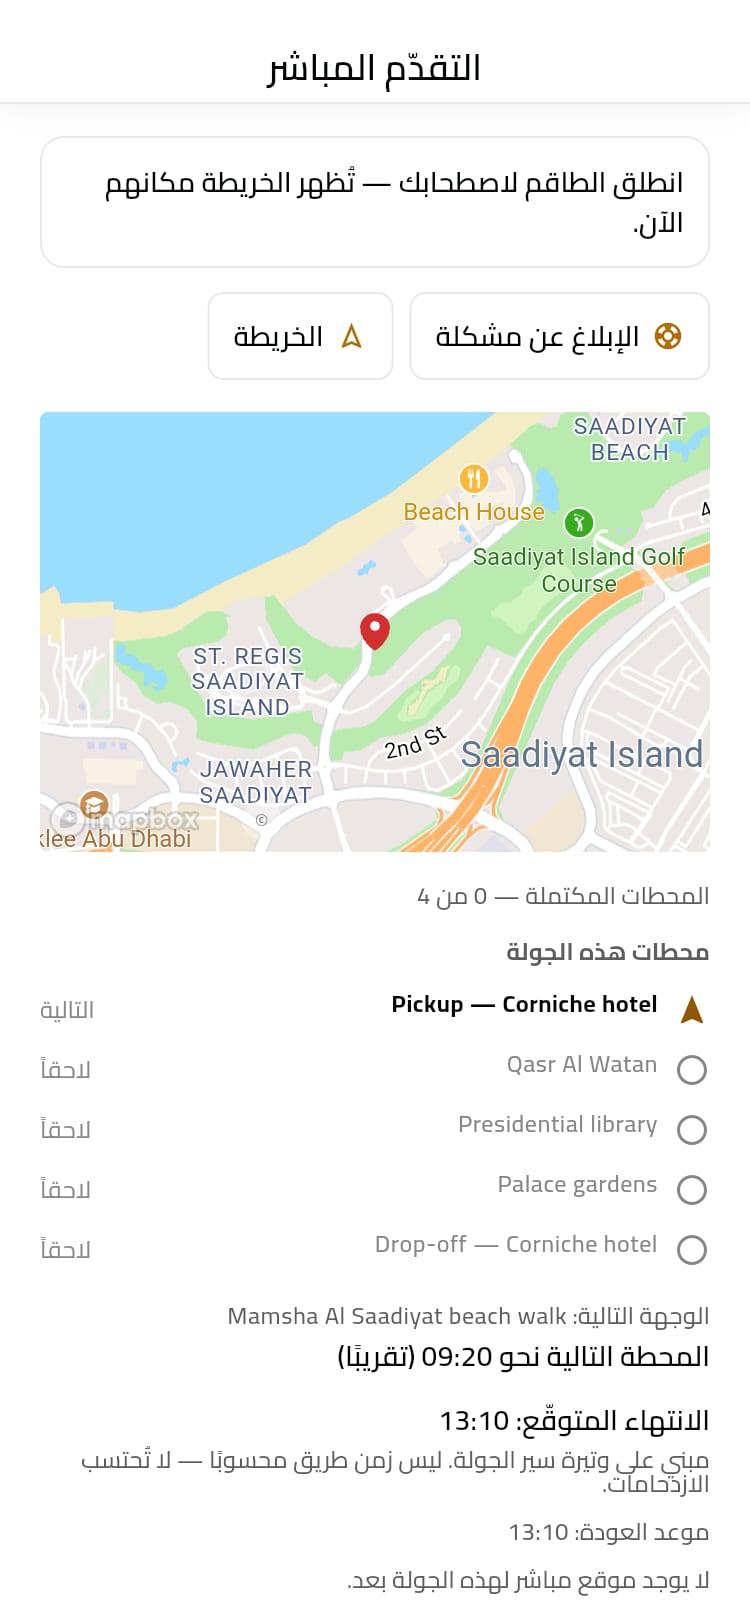 التقدّم المباشر
انطلق الطاقم لاصطحابك — تُظهر الخريطة مكانهم
الآن.
الإبلاغ عن مشكلة
الخريطة
SAADIYAT
BEACH
Beach House
Saadiyat Island Golf
Course
ST. REGIS
SAADIYAT
ISLAND
2nd St
Saadiyat Island
JAWAHER
SAADIYAT
©
mapbox
klee Abu Dhabi
المحطات المكتملة — 0 من 4
محطات هذه الجولة
Pickup — Corniche hotel التالية
Qasr Al Watan لاحقاً
Presidential library لاحقاً
Palace gardens لاحقاً
Drop-off — Corniche hotel لاحقاً
الوجهة التالية: Mamsha Al Saadiyat beach walk
المحطة التالية نحو 09:20 (تقريبًا)
الانتهاء المتوقّع: 13:10
مبني على وتيرة سير الجولة. ليس زمن طريق محسوبًا — لا تُحتسب
الازدحامات.
موعد العودة: 13:10
لا يوجد موقع مباشر لهذه الجولة بعد.